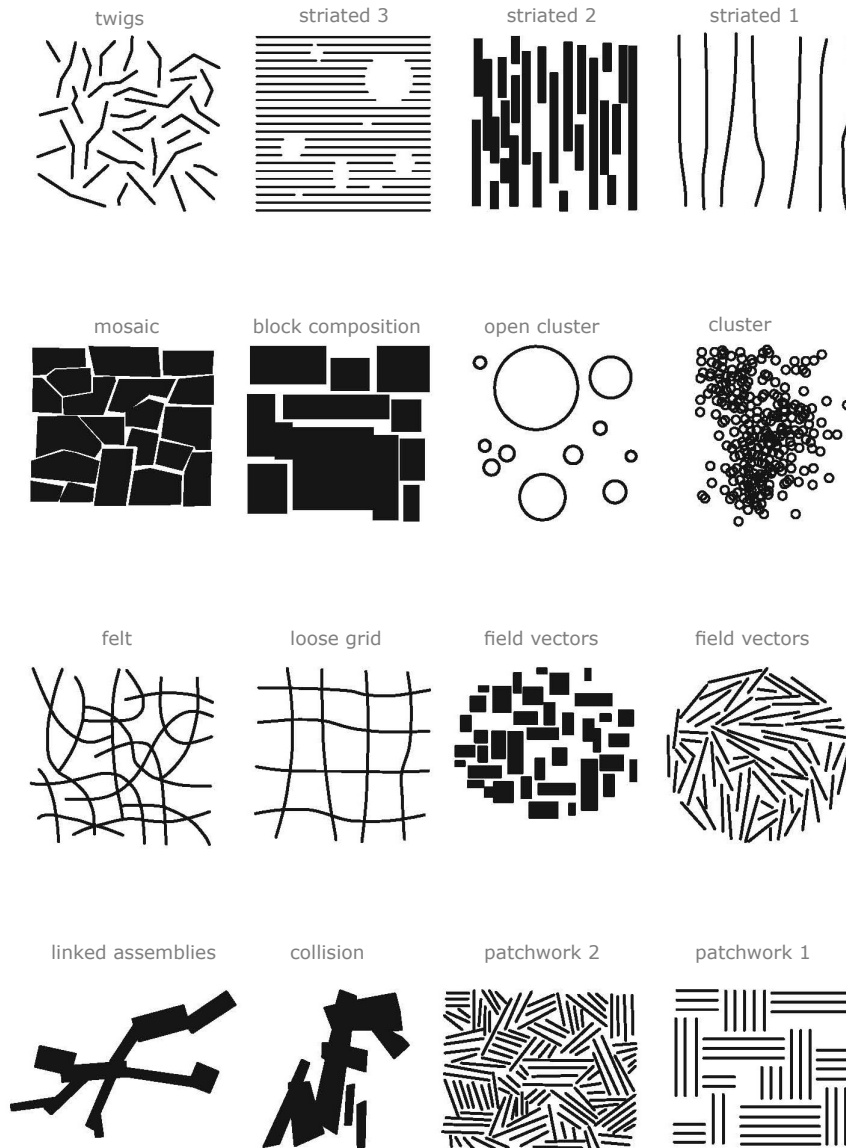 twigs
striated 3
striated 2
striated 1
mosaic
block composition
open cluster
cluster
felt
loose grid
field vectors
field vectors
linked assemblies
collision
patchwork 2
patchwork 1